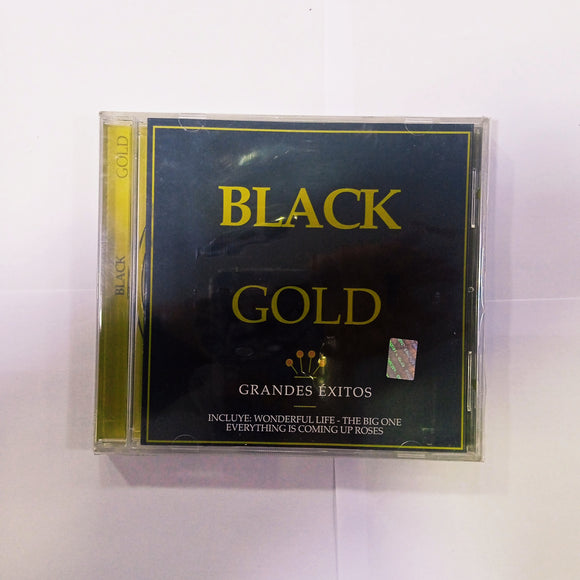 BLACK
GOLD
GRANDES ÉXITOS
INCLUYE: WONDERFUL LIFE - THE BIG ONE
EVERYTHING IS COMING UP ROSES
BLACK
GOLD